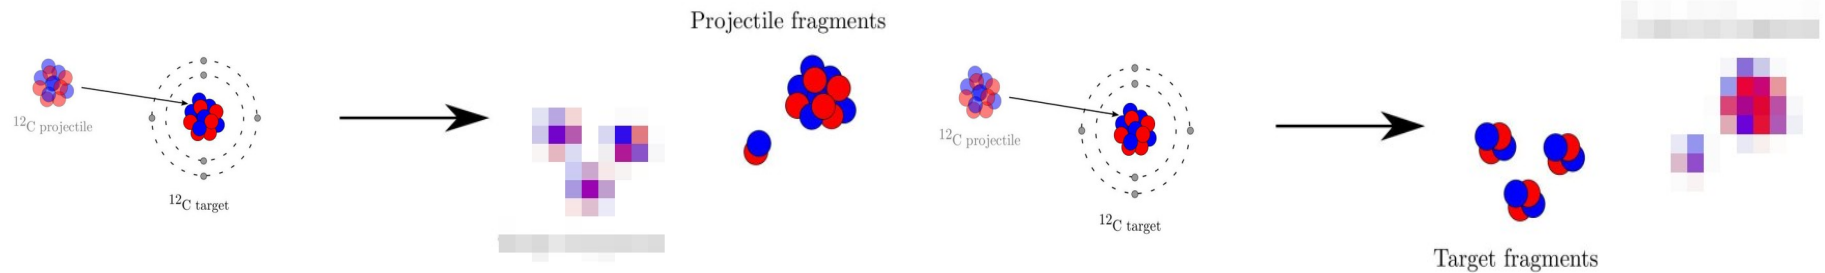 Projectile fragments
¹²C projectile
¹²C target
¹²C projectile
¹²C target
Target fragments